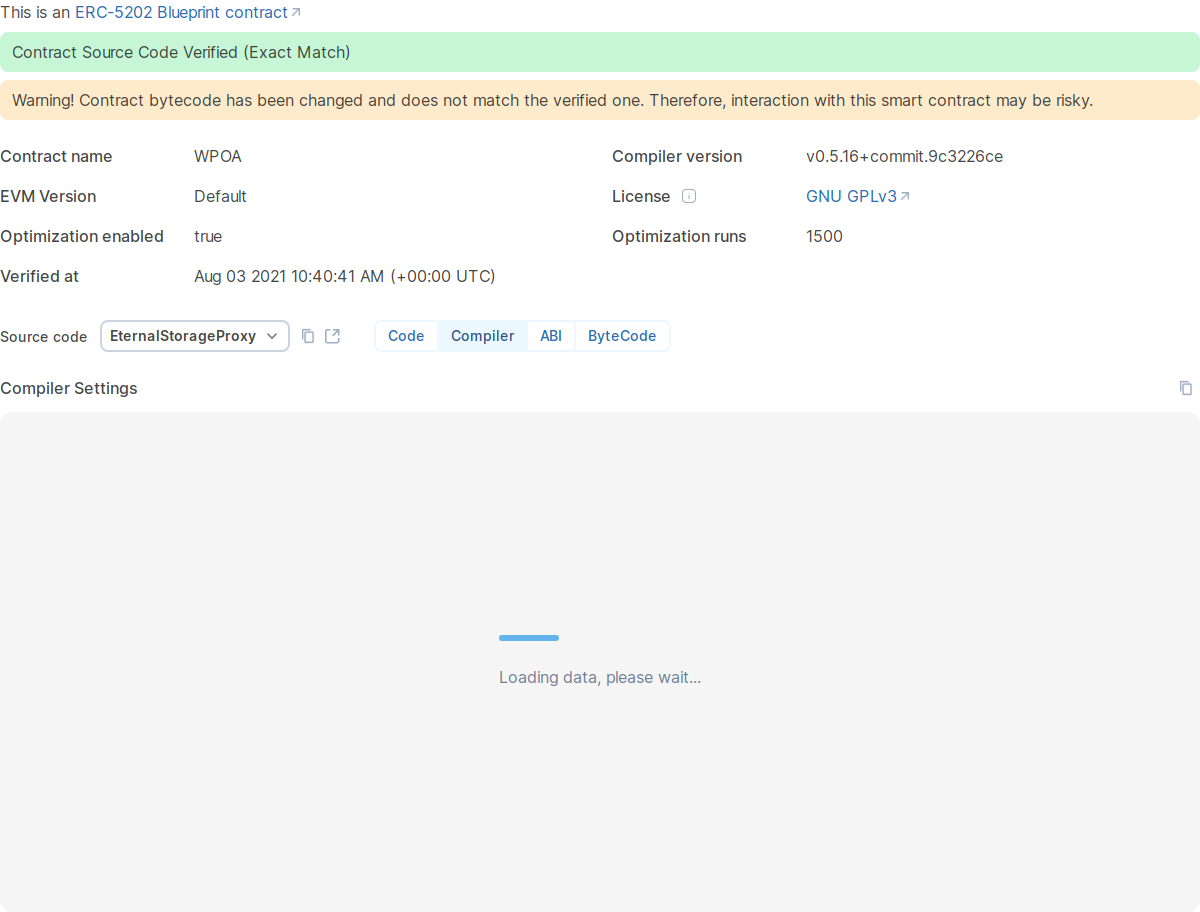 This is an ERC-5202 Blueprint contract
Contract Source Code Verified (Exact Match)
Warning! Contract bytecode has been changed and does not match the verified one. Therefore, interaction with this smart contract may be risky.
Contract name WPOA Compiler version v0.5.16+commit.9c3226ce
EVM Version Default License GNU GPLv3
Optimization enabled true Optimization runs 1500
Verified at Aug 03 2021 10:40:41 AM (+00:00 UTC)
Source code EternalStorageProxy Code Compiler ABI ByteCode
Compiler Settings
Loading data, please wait...